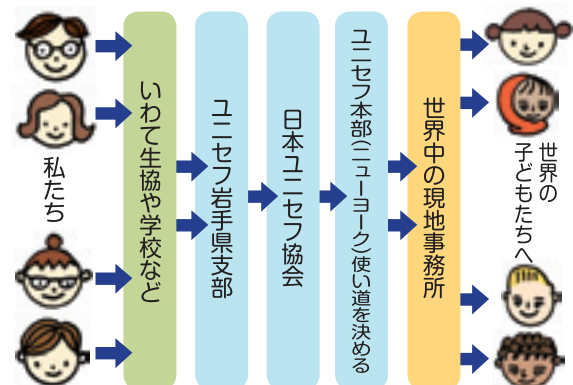 私たち
いわて生協や学校など
ユニセフ岩手県支部
日本ユニセフ協会
ユニセフ本部(ニューヨーク)使い道を決める
世界中の現地事務所
世界の
子どもたちへ